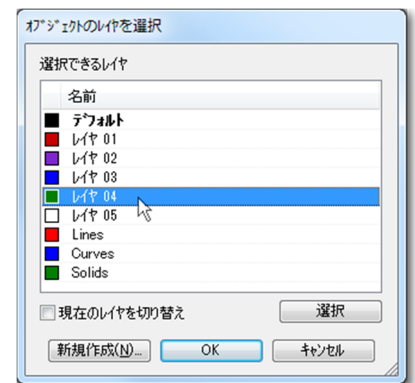 ｵﾌﾞｼﾞｪｸﾄのﾚｲﾔを選択
選択できるﾚｲﾔ
名前
ﾃﾞﾌｫﾙﾄ
ﾚｲﾔ 01
ﾚｲﾔ 02
ﾚｲﾔ 03
ﾚｲﾔ 04
ﾚｲﾔ 05
Lines
Curves
Solids
現在のﾚｲﾔを切り替え
選択
新規作成(N)...
OK
ｷｬﾝｾﾙ